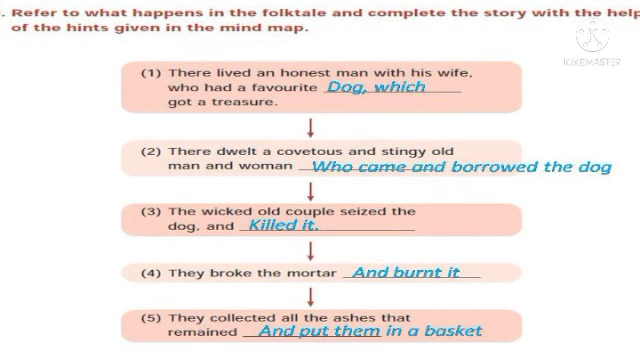 . Refer to what happens in the folktale and complete the story with the help
of the hints given in the mind map.
KINEMASTER
(1) There lived an honest man with his wife,
who had a favourite Dog, which
got a treasure.
(2) There dwelt a covetous and stingy old
man and woman Who came and borrowed the dog
(3) The wicked old couple seized the
dog, and Killed it.
(4) They broke the mortar And burnt it
(5) They collected all the ashes that
remained And put them in a basket